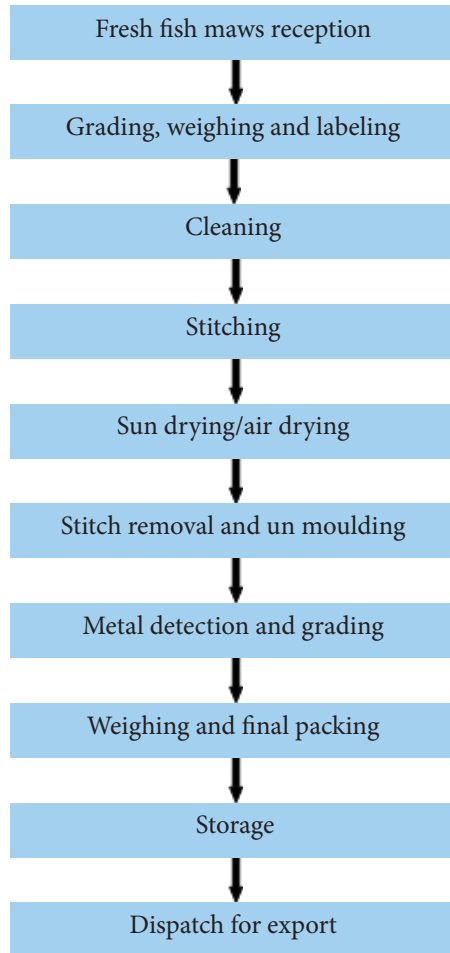 Fresh fish maws reception
Grading, weighing and labeling
Cleaning
Stitching
Sun drying/air drying
Stitch removal and un moulding
Metal detection and grading
Weighing and final packing
Storage
Dispatch for export